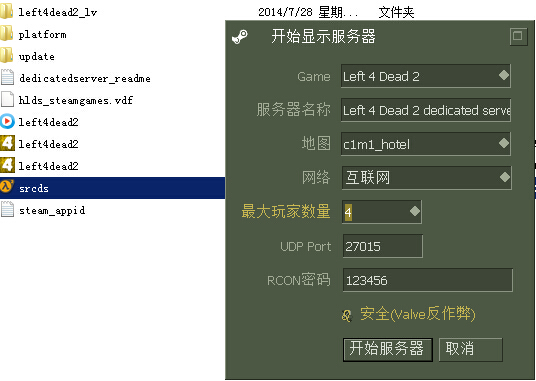 left4dead2_lv
2014/7/28 星期... 文件夹
platform
update
dedicatedserver_readme
hlds_steamgames.vdf
left4dead2
left4dead2
left4dead2
srcds
steam_appid
开始显示服务器
Game Left 4 Dead 2
服务器名称 Left 4 Dead 2 dedicated serve
地图 c1m1_hotel
网络 互联网
最大玩家数量 4
UDP Port 27015
RCON密码 123456
安全(Valve反作弊)
开始服务器 取消